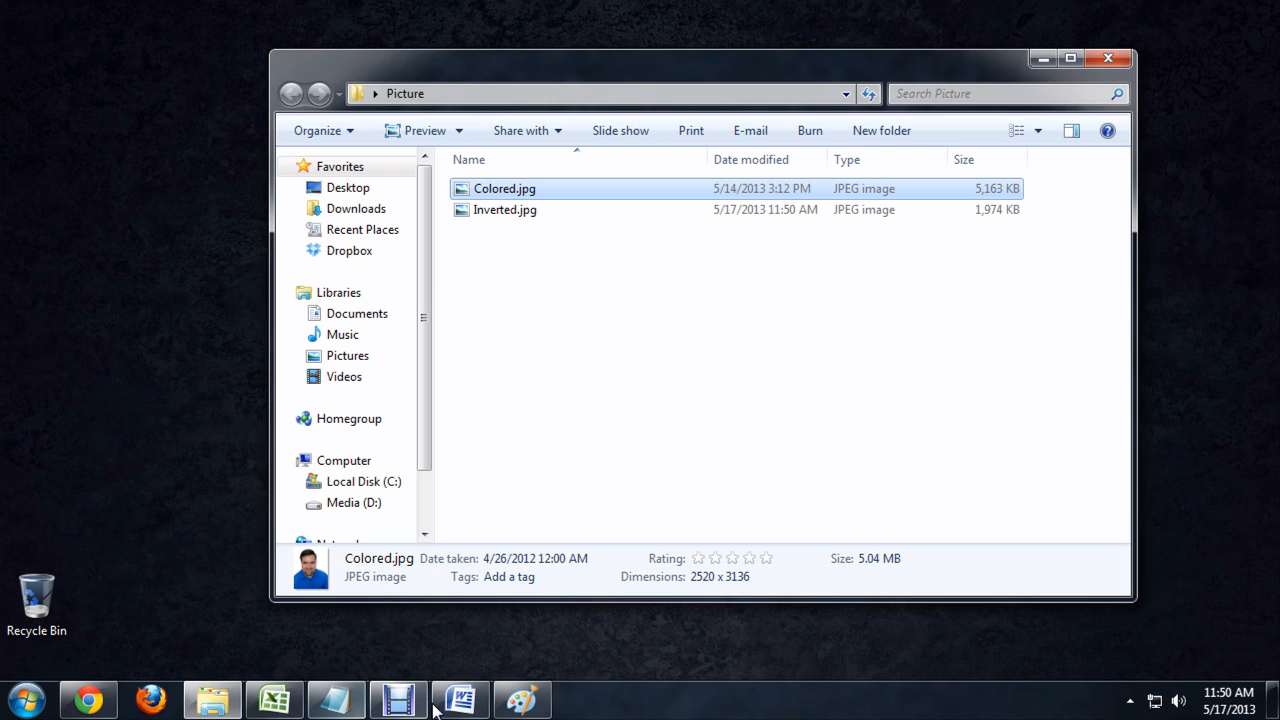 Picture
Search Picture
Organize Preview Share with Slide show Print E-mail Burn New folder
Name Date modified Type Size
Favorites
Desktop
Downloads
Recent Places
Dropbox
Libraries
Documents
Music
Pictures
Videos
Homegroup
Computer
Local Disk (C:)
Media (D:)
Colored.jpg 5/14/2013 3:12 PM JPEG image 5,163 KB
Inverted.jpg 5/17/2013 11:50 AM JPEG image 1,974 KB
Colored.jpg Date taken: 4/26/2012 12:00 AM Rating: Size: 5.04 MB
JPEG image Tags: Add a tag Dimensions: 2520 x 3136
Recycle Bin
11:50 AM
5/17/2013